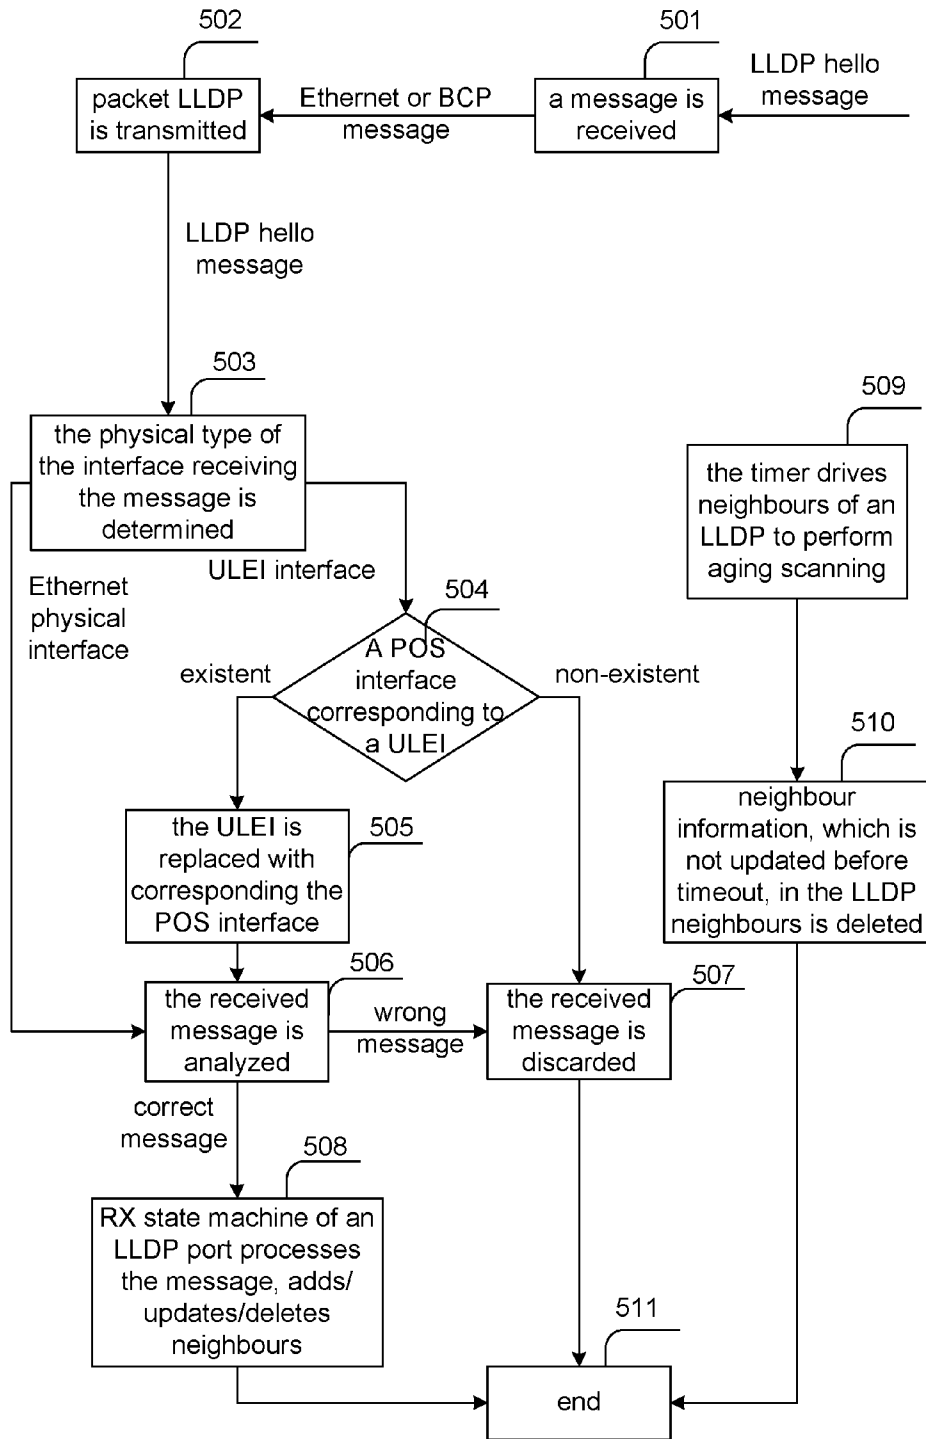 502
packet LLDP
is transmitted
Ethernet or BCP
message
501
a message is
received
LLDP hello
message
LLDP hello
message
503
the physical type of
the interface receiving
the message is
determined
Ethernet
physical
interface
ULEI interface
504
A POS
interface
corresponding to
a ULEI
existent
non-existent
505
the ULEI is
replaced with
corresponding the
POS interface
506
the received
message is
analyzed
wrong
message
507
the received
message is
discarded
correct
message
508
RX state machine of an
LLDP port processes
the message, adds/
updates/deletes
neighbours
509
the timer drives
neighbours of an
LLDP to perform
aging scanning
510
neighbour
information, which is
not updated before
timeout, in the LLDP
neighbours is deleted
511
end